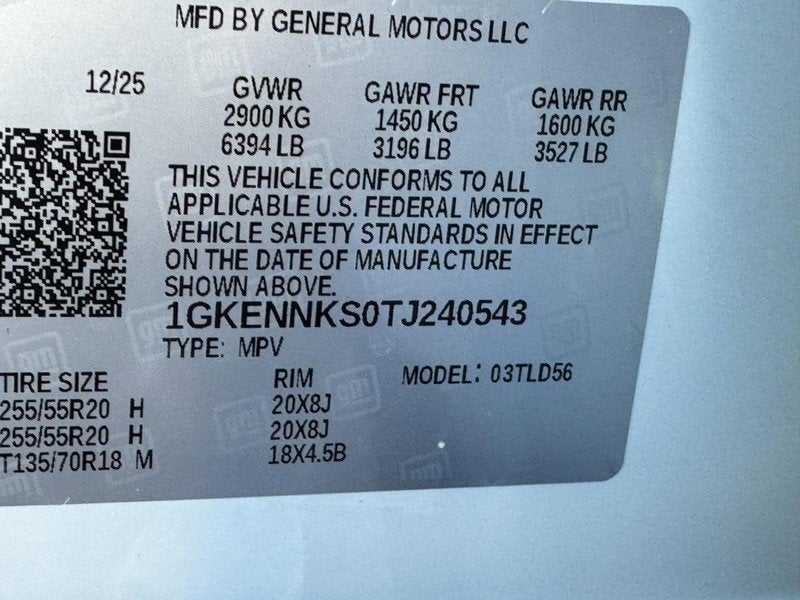 MFD BY GENERAL MOTORS LLC
12/25 GVWR GAWR FRT GAWR RR
2900 KG 1450 KG 1600 KG
6394 LB 3196 LB 3527 LB
THIS VEHICLE CONFORMS TO ALL
APPLICABLE U.S. FEDERAL MOTOR
VEHICLE SAFETY STANDARDS IN EFFECT
ON THE DATE OF MANUFACTURE
SHOWN ABOVE.
1GKENNKS0TJ240543
TYPE: MPV
TIRE SIZE RIM MODEL: 03TLD56
255/55R20 H 20X8J
255/55R20 H 20X8J
T135/70R18 M 18X4.5B